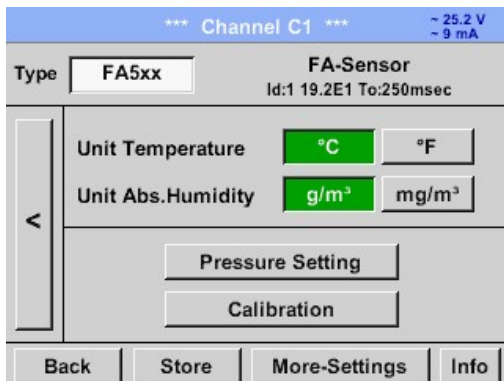 *** Channel C1 ***
~ 25.2 V
~ 9 mA
Type FA5xx FA-Sensor
Id:1 19.2E1 To:250msec
Unit Temperature °C °F
Unit Abs.Humidity g/m³ mg/m³
<
Pressure Setting
Calibration
Back Store More-Settings Info